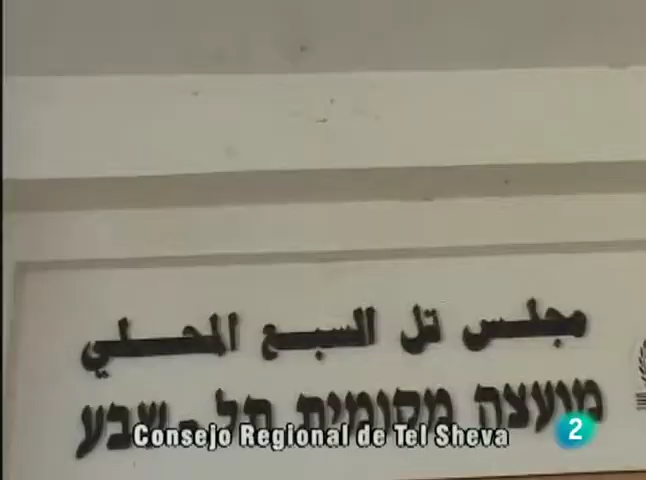 مجلس تل السبع المحلي
מועצה מקומית תל-שבע
Consejo Regional de Tel Sheva
2